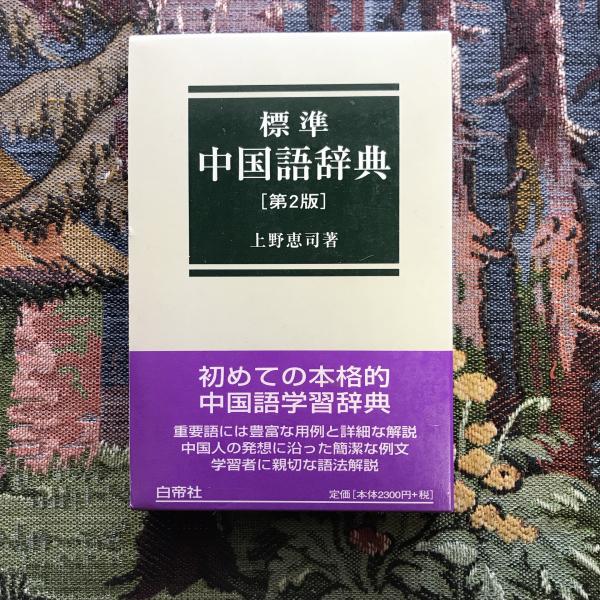 標準
中国語辞典
[第2版]
上野恵司著
初めての本格的
中国語学習辞典
重要語には豊富な用例と詳細な解説
中国人の発想に沿った簡潔な例文
学習者に親切な語法解説
白帝社 定価[本体2300円+税]